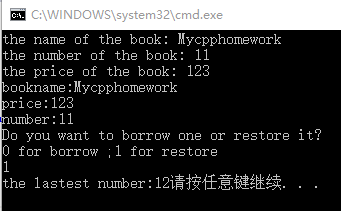 C:\WINDOWS\system32\cmd.exe
the name of the book: Mycpphomework
the number of the book: 11
the price of the book: 123
bookname:Mycpphomework
price:123
number:11
Do you want to borrow one or restore it?
0 for borrow ;1 for restore
1
the lastest number:12请按任意键继续. . .